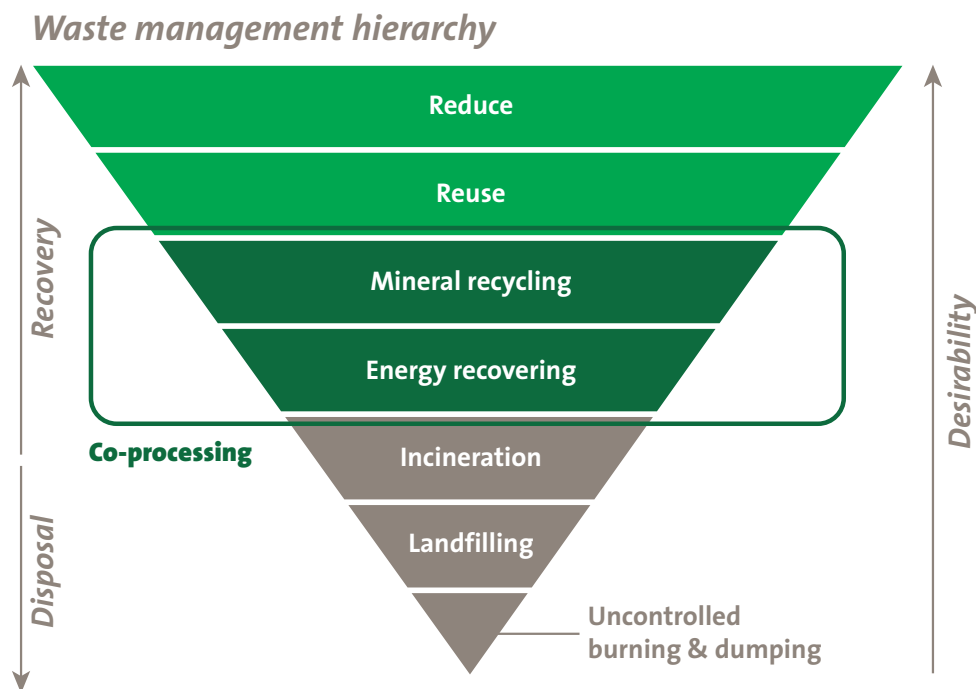 Waste management hierarchy
Reduce
Reuse
Mineral recycling
Energy recovering
Co-processing
Incineration
Landfilling
Uncontrolled
burning & dumping
Recovery
Disposal
Desirability